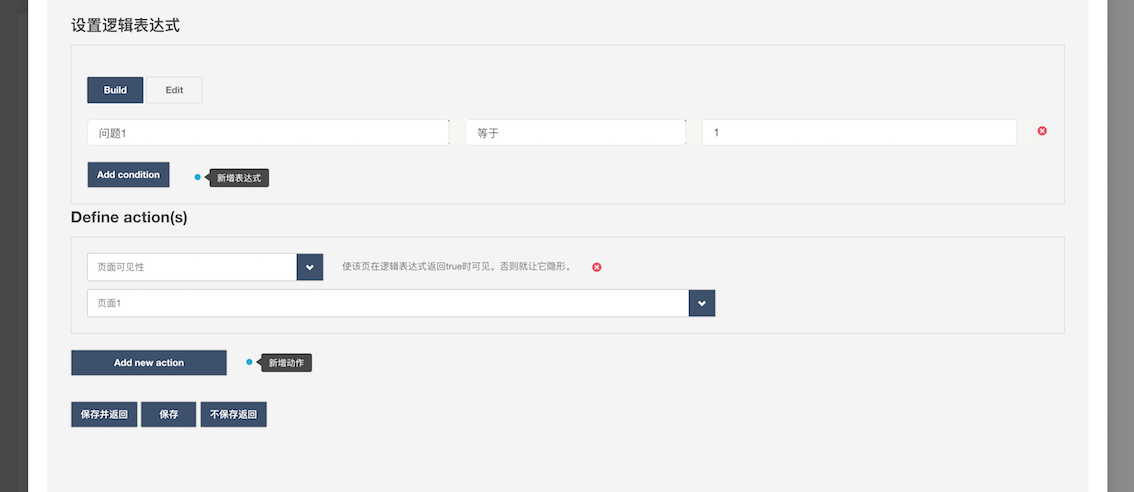 设置逻辑表达式
Build Edit
问题1 等于 1
Add condition 新增表达式
Define action(s)
页面可见性 使该页在逻辑表达式返回true时可见。否则就让它隐形。
页面1
Add new action 新增动作
保存并返回 保存 不保存返回